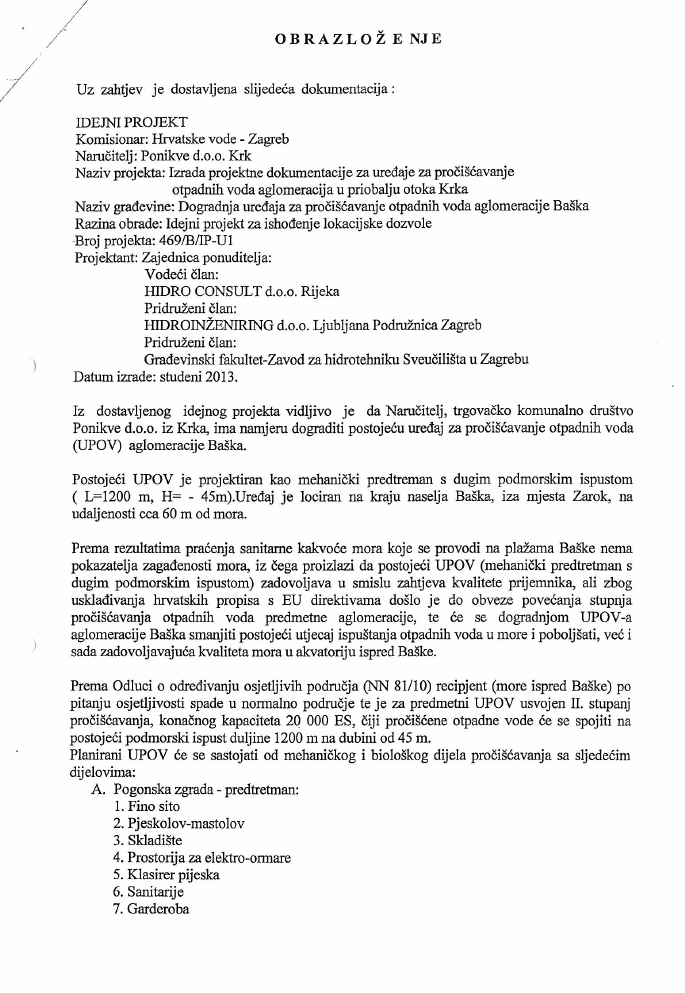 OBRAZLOŽENJE
Uz zahtjev je dostavljena slijedeća dokumentacija :
IDEJNI PROJEKT
Komisionar: Hrvatske vode - Zagreb
Naručitelj: Ponikve d.o.o. Krk
Naziv projekta: Izrada projektne dokumentacije za uređaje za pročišćavanje
otpadnih voda aglomeracija u priobalju otoka Krka
Naziv građevine: Dogradnja uređaja za pročišćavanje otpadnih voda aglomeracije Baška
Razina obrade: Idejni projekt za ishođenje lokacijske dozvole
Broj projekta: 469/B/IP-U1
Projektant: Zajednica ponuditelja:
Vodeći član:
HIDRO CONSULT d.o.o. Rijeka
Pridruženi član:
HIDROINŽENIRING d.o.o. Ljubljana Podružnica Zagreb
Pridruženi član:
Građevinski fakultet-Zavod za hidrotehniku Sveučilišta u Zagrebu
Datum izrade: studeni 2013.
Iz dostavljenog idejnog projekta vidljivo je da Naručitelj, trgovačko komunalno društvo
Ponikve d.o.o. iz Krka, ima namjeru dograditi postojeću uređaj za pročišćavanje otpadnih voda
(UPOV) aglomeracije Baška.
Postojeći UPOV je projektiran kao mehanički predtreman s dugim podmorskim ispustom
( L=1200 m, H= - 45m).Uređaj je lociran na kraju naselja Baška, iza mjesta Zarok, na
udaljenosti cca 60 m od mora.
Prema rezultatima praćenja sanitarne kakvoće mora koje se provodi na plažama Baške nema
pokazatelja zagađenosti mora, iz čega proizlazi da postojeći UPOV (mehanički predtretman s
dugim podmorskim ispustom) zadovoljava u smislu zahtjeva kvalitete prijemnika, ali zbog
usklađivanja hrvatskih propisa s EU direktivama došlo je do obveze povećanja stupnja
pročišćavanja otpadnih voda predmetne aglomeracije, te će se dogradnjom UPOV-a
aglomeracije Baška smanjiti postojeći utjecaj ispuštanja otpadnih voda u more i poboljšati, već i
sada zadovoljavajuća kvaliteta mora u akvatoriju ispred Baške.
Prema Odluci o određivanju osjetljivih područja (NN 81/10) recipjent (more ispred Baške) po
pitanju osjetljivosti spade u normalno područje te je za predmetni UPOV usvojen II. stupanj
pročišćavanja, konačnog kapaciteta 20 000 ES, čiji pročišćene otpadne vode će se spojiti na
postojeći podmorski ispust duljine 1200 m na dubini od 45 m.
Planirani UPOV će se sastojati od mehaničkog i biološkog dijela pročišćavanja sa sljedećim
dijelovima:
A. Pogonska zgrada - predtretman:
1. Fino sito
2. Pjeskolov-mastolov
3. Skladište
4. Prostorija za elektro-ormare
5. Klasirer pijeska
6. Sanitarije
7. Garderoba